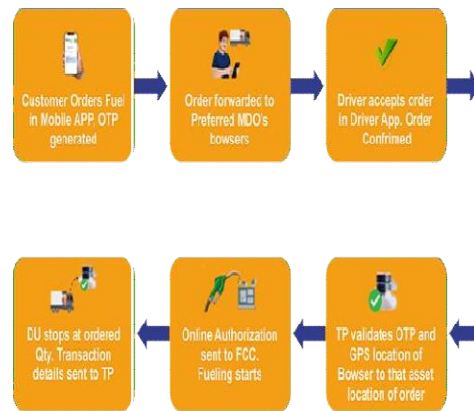 Customer Orders Fuel
in Mobile APP, OTP
generated
Order forwarded to
Preferred MDO's
bowsers
Driver accepts order
in Driver App. Order
Confrimed
TP validates OTP and
GPS location of
Bowser to that asset
location of order
Online Authorization
sent to FCC.
Fueling starts
DU stops at ordered
Qty. Transaction
details sent to TP